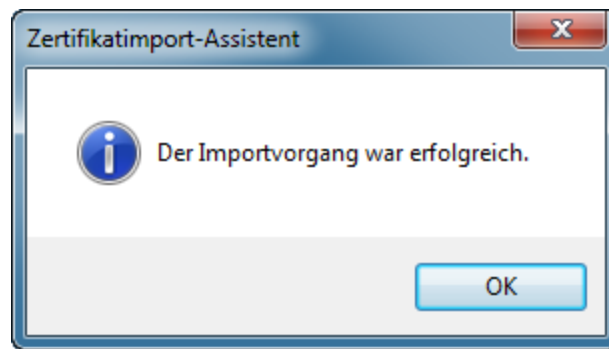 Zertifikatimport-Assistent
Der Importvorgang war erfolgreich.
OK